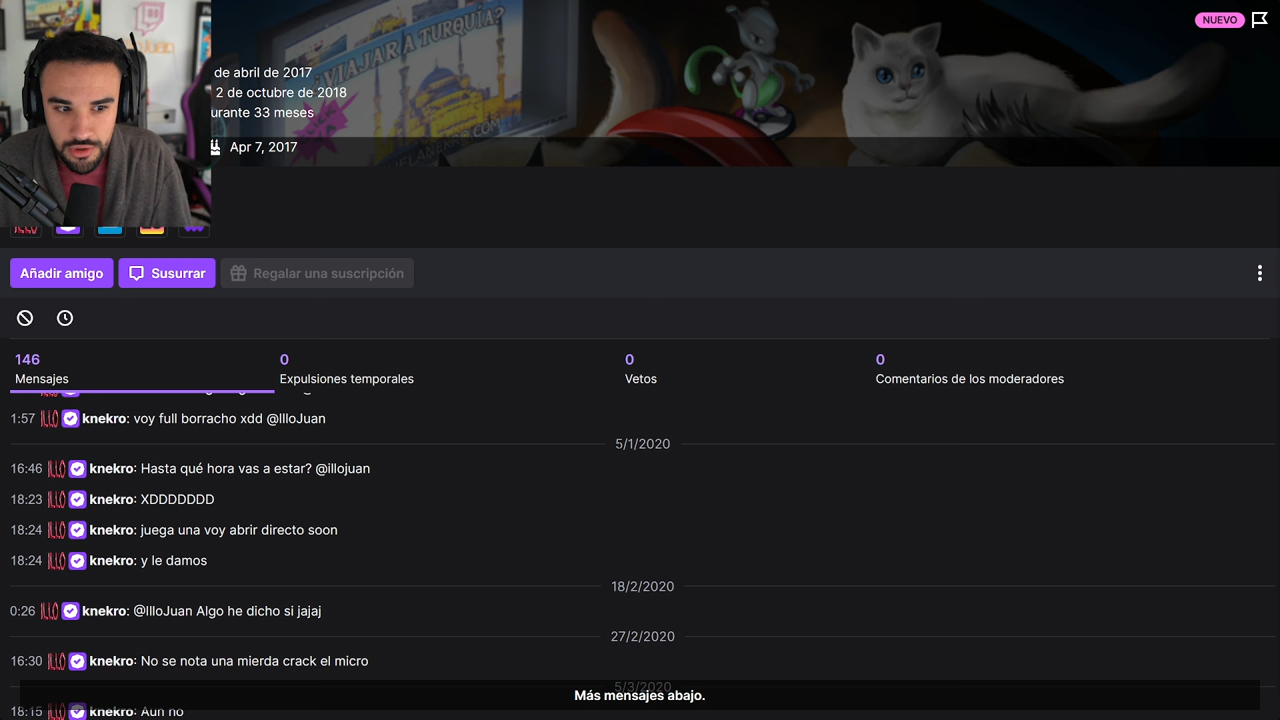 NUEVO
¿VIAJAR A TURQUÍA?
de abril de 2017
2 de octubre de 2018
urante 33 meses
Apr 7, 2017
Añadir amigo
Susurrar
Regalar una suscripción
146
Mensajes
0
Expulsiones temporales
0
Vetos
0
Comentarios de los moderadores
1:57 knekro: voy full borracho xdd @IlloJuan
5/1/2020
16:46 knekro: Hasta qué hora vas a estar? @illojuan
18:23 knekro: XDDDDDDD
18:24 knekro: juega una voy abrir directo soon
18:24 knekro: y le damos
18/2/2020
0:26 knekro: @IlloJuan Algo he dicho si jajaj
27/2/2020
16:30 knekro: No se nota una mierda crack el micro
5/3/2020
Más mensajes abajo.
18:15 knekro: Aun no